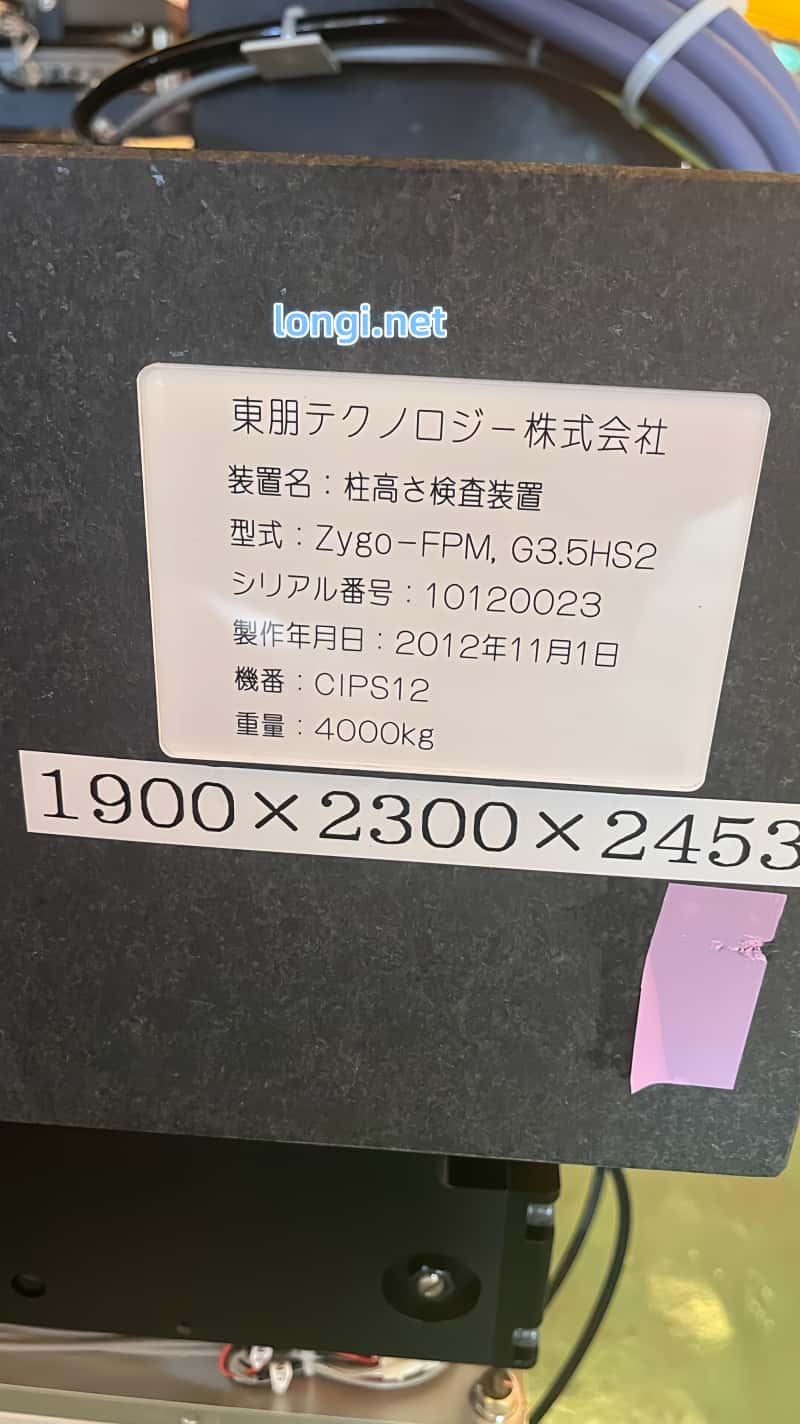 longi.net
東朋テクノロジー株式会社
装置名：柱高さ検査装置
型式：Zygo-FPM, G3.5HS2
シリアル番号：10120023
製作年月日：2012年11月1日
機番：CIPS12
重量：4000kg
1900×2300×2453